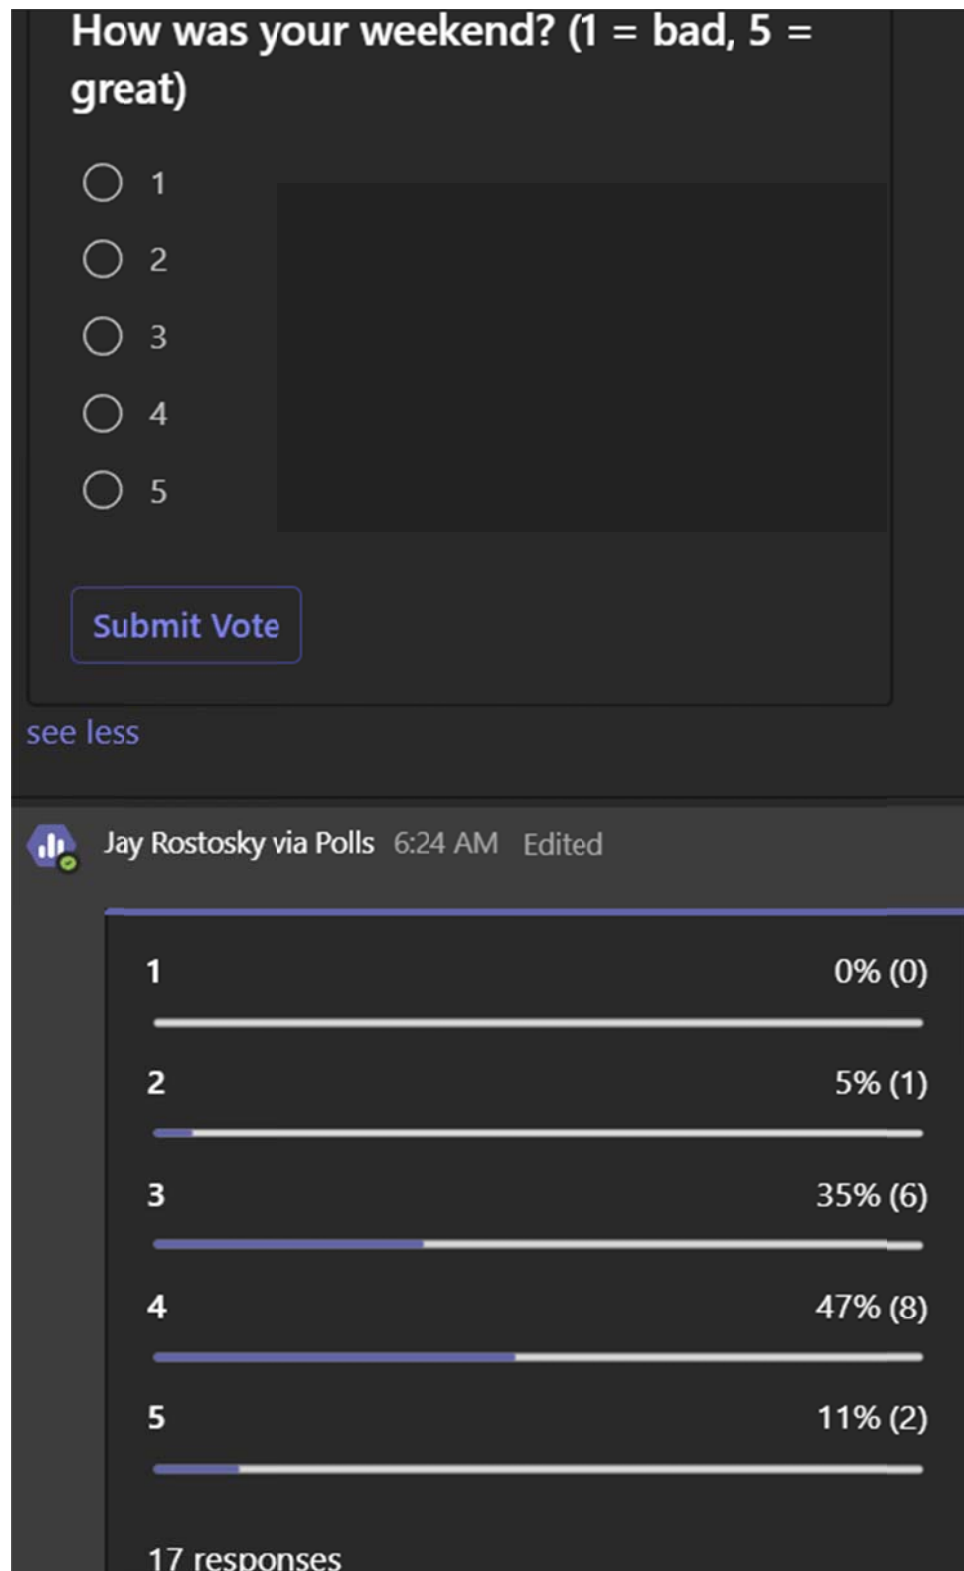 How was your weekend? (1 = bad, 5 =
great)
1
2
3
4
5
Submit Vote
see less
Jay Rostosky via Polls 6:24 AM Edited
1 0% (0)
2 5% (1)
3 35% (6)
4 47% (8)
5 11% (2)
17 responses